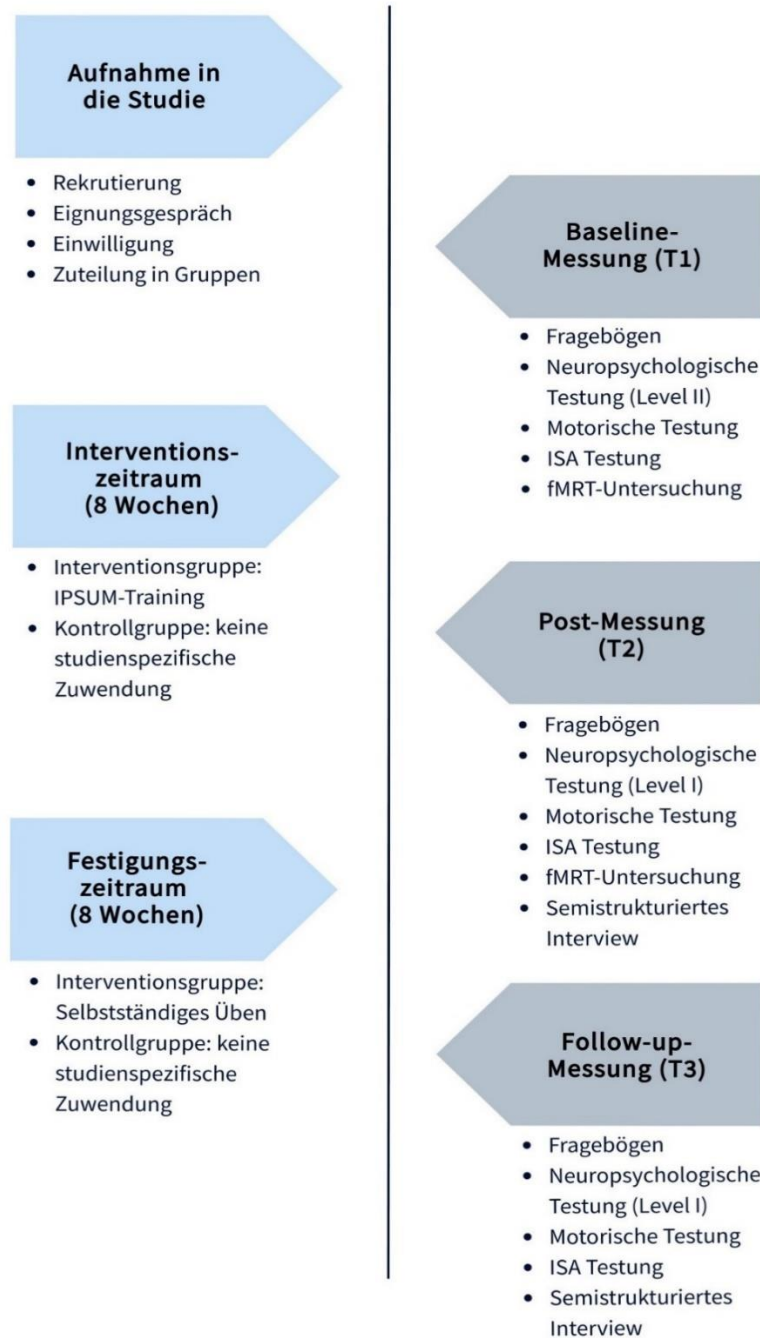 Aufnahme in
die Studie
• Rekrutierung
• Eignungsgespräch
• Einwilligung
• Zuteilung in Gruppen
Baseline-
Messung (T1)
• Fragebögen
• Neuropsychologische
Testung (Level II)
• Motorische Testung
• ISA Testung
• fMRT-Untersuchung
Interventions-
zeitraum
(8 Wochen)
• Interventionsgruppe:
IPSUM-Training
• Kontrollgruppe: keine
studienspezifische
Zuwendung
Post-Messung
(T2)
• Fragebögen
• Neuropsychologische
Testung (Level I)
• Motorische Testung
• ISA Testung
• fMRT-Untersuchung
• Semistrukturiertes
Interview
Festigungs-
zeitraum
(8 Wochen)
• Interventionsgruppe:
Selbstständiges Üben
• Kontrollgruppe: keine
studienspezifische
Zuwendung
Follow-up-
Messung (T3)
• Fragebögen
• Neuropsychologische
Testung (Level I)
• Motorische Testung
• ISA Testung
• Semistrukturiertes
Interview